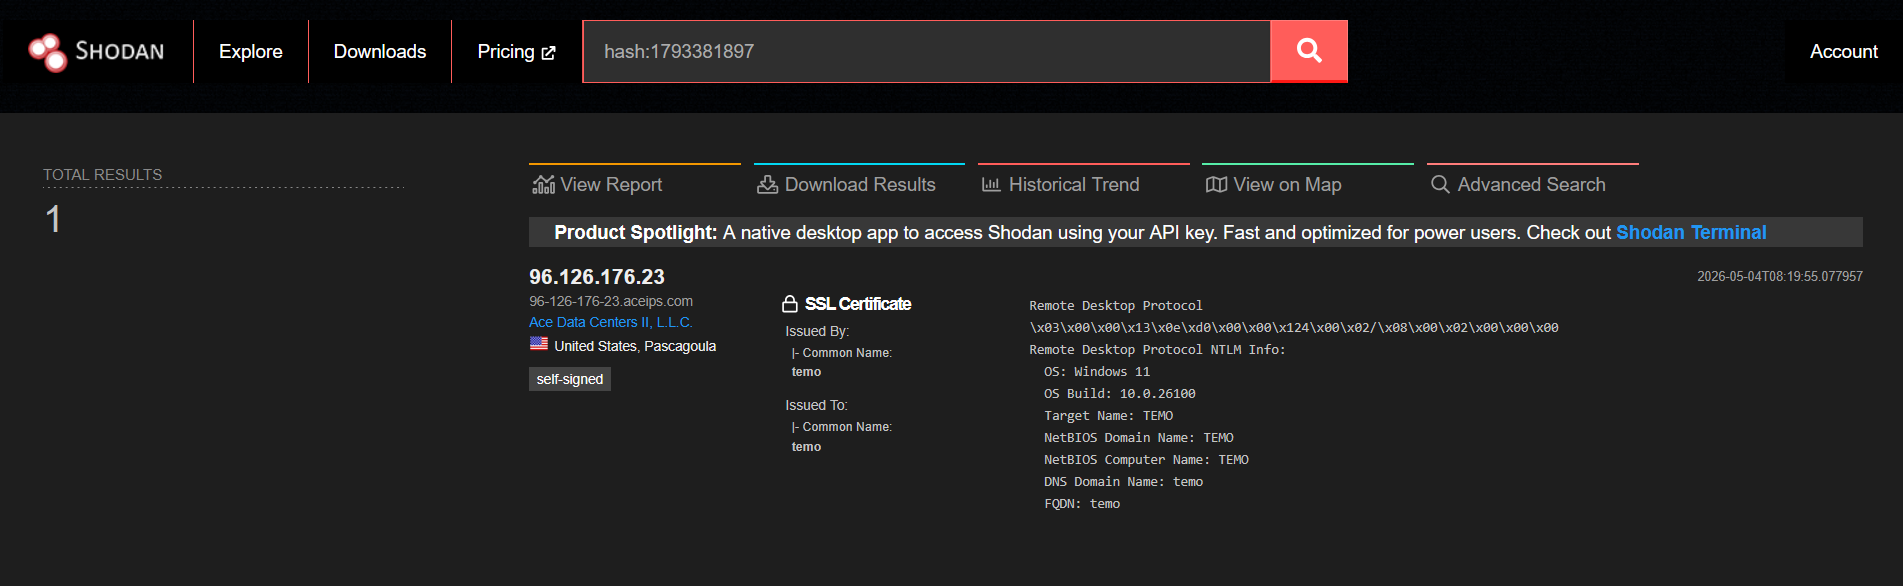 SHODAN
Explore
Downloads
Pricing
hash:1793381897
Account
TOTAL RESULTS
1
View Report
Download Results
Historical Trend
View on Map
Advanced Search
Product Spotlight: A native desktop app to access Shodan using your API key. Fast and optimized for power users. Check out Shodan Terminal
96.126.176.23
96-126-176-23.aceips.com
Ace Data Centers II, L.L.C.
United States, Pascagoula
self-signed
SSL Certificate
Issued By:
|- Common Name:
temo
Issued To:
|- Common Name:
temo
2026-05-04T08:19:55.077957
Remote Desktop Protocol
\x03\x00\x00\x13\x0e\xd0\x00\x00\x124\x00\x02/\x08\x00\x02\x00\x00\x00
Remote Desktop Protocol NTLM Info:
OS: Windows 11
OS Build: 10.0.26100
Target Name: TEMO
NetBIOS Domain Name: TEMO
NetBIOS Computer Name: TEMO
DNS Domain Name: temo
FQDN: temo